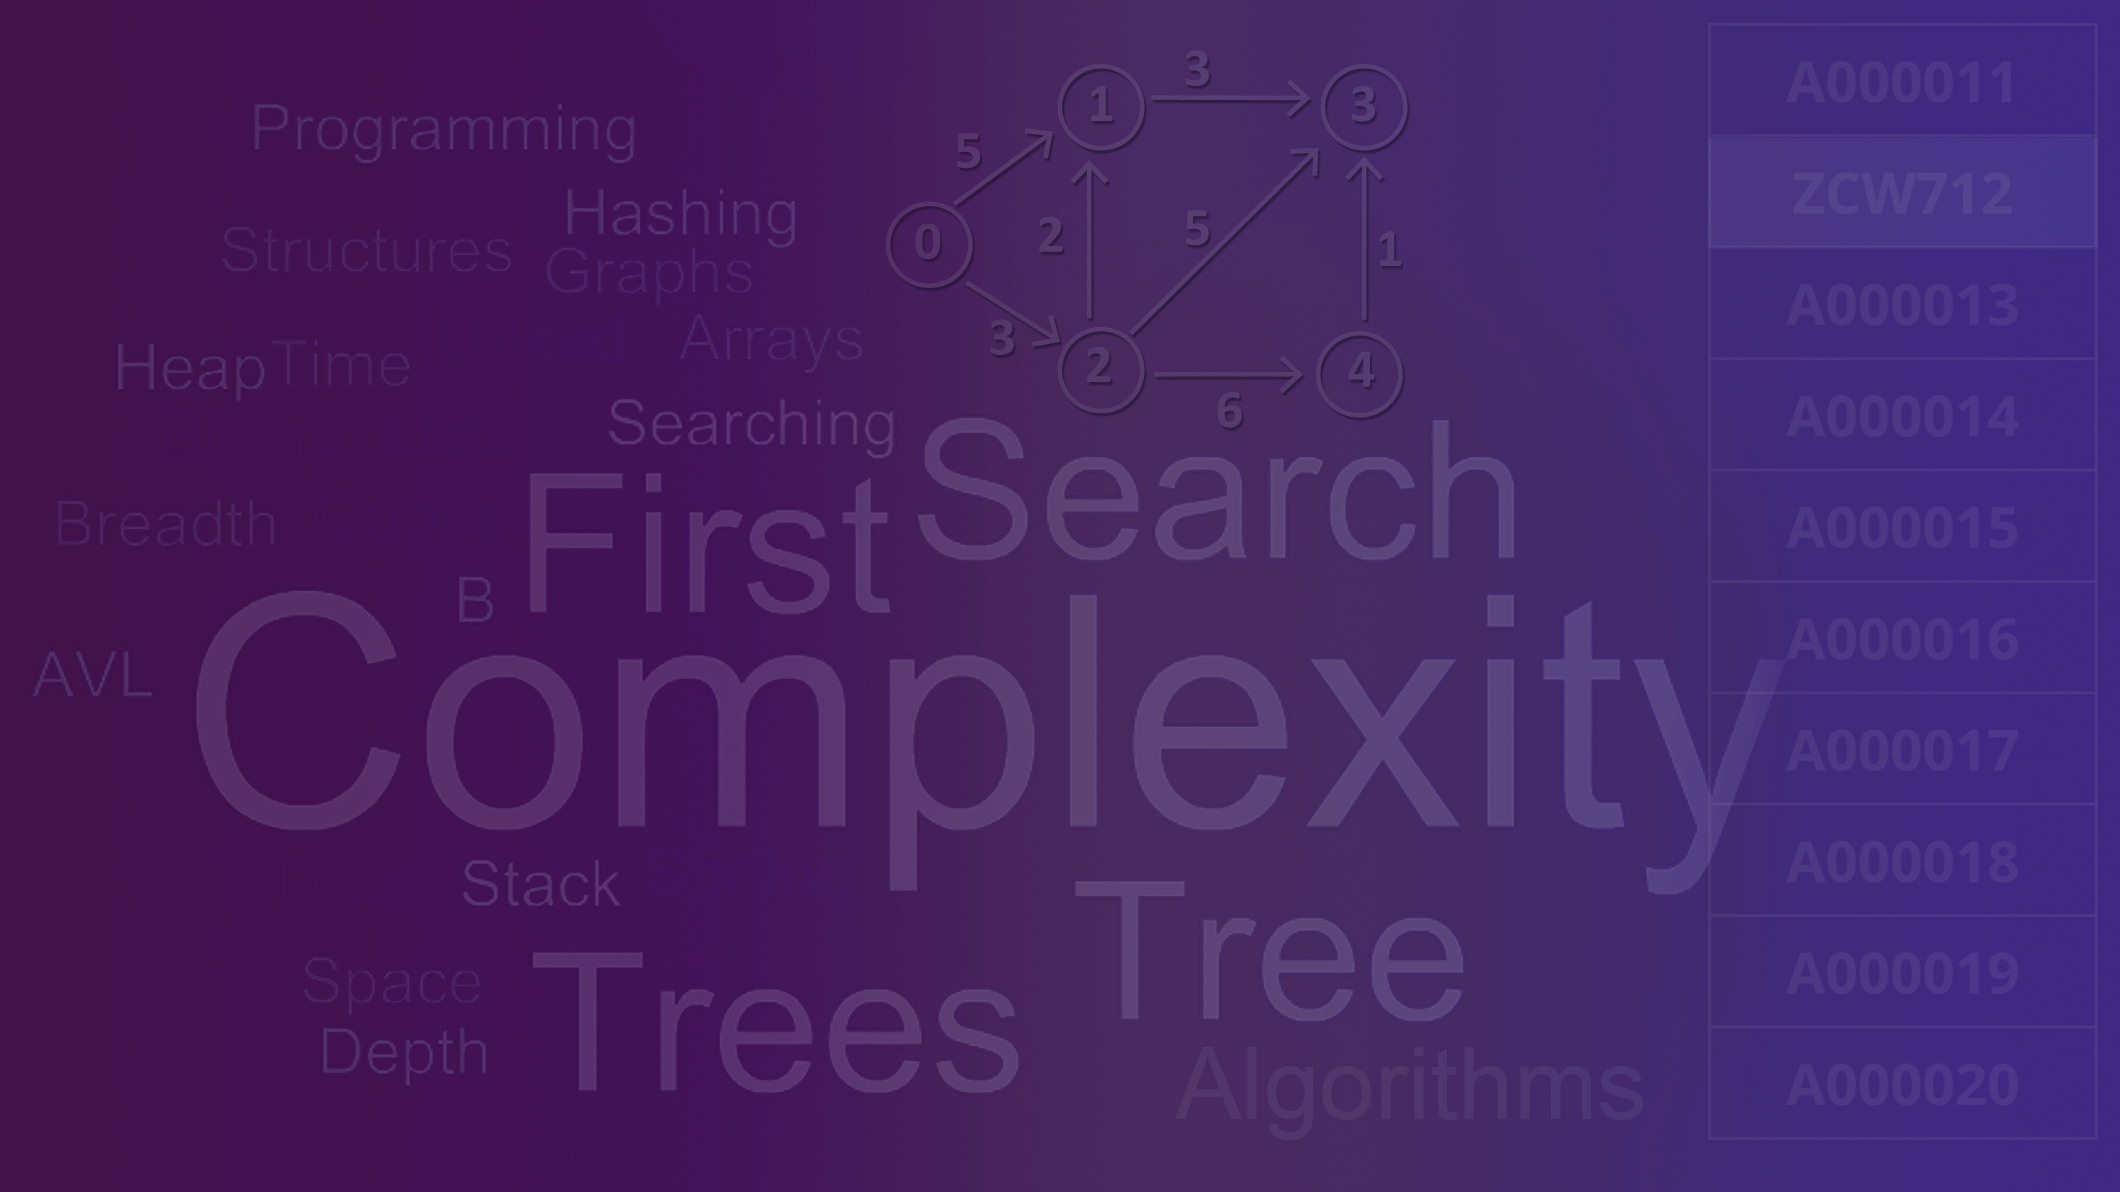 Programming
Hashing
Structures
Graphs
Arrays
Heap
Time
Searching
Breadth
First
Search
B
Complexity
AVL
Stack
Tree
Space
Trees
Depth
Algorithms
1
3
3
5
0
2
5
1
3
2
4
6
A000011
ZCW712
A000013
A000014
A000015
A000016
A000017
A000018
A000019
A000020